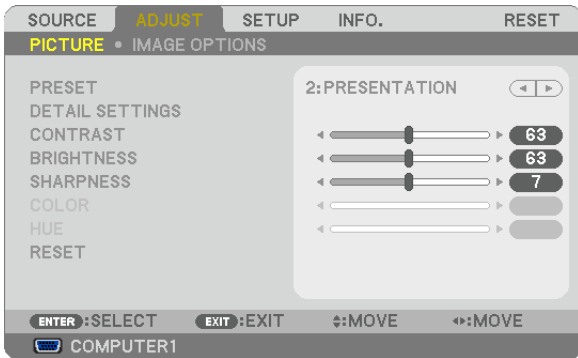 SOURCE ADJUST SETUP INFO. RESET
PICTURE • IMAGE OPTIONS
PRESET 2:PRESENTATION
DETAIL SETTINGS
CONTRAST 63
BRIGHTNESS 63
SHARPNESS 7
COLOR
HUE
RESET
ENTER :SELECT EXIT :EXIT :MOVE :MOVE
COMPUTER1